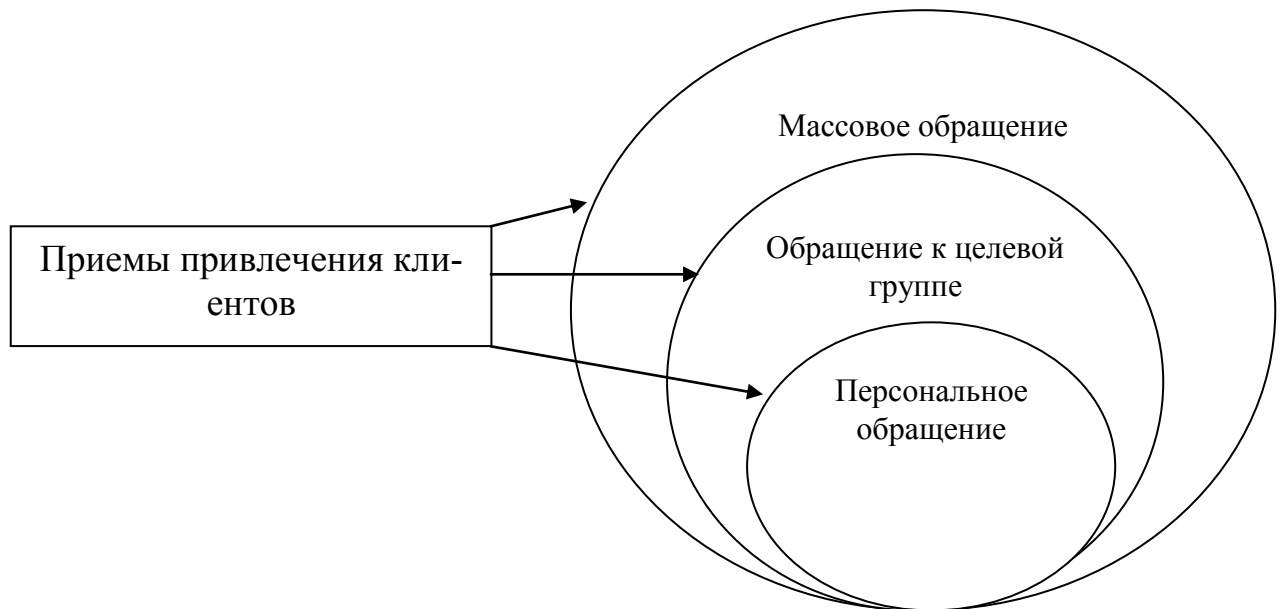 Массовое обращение
Приемы привлечения кли-
ентов
Обращение к целевой
группе
Персональное
обращение